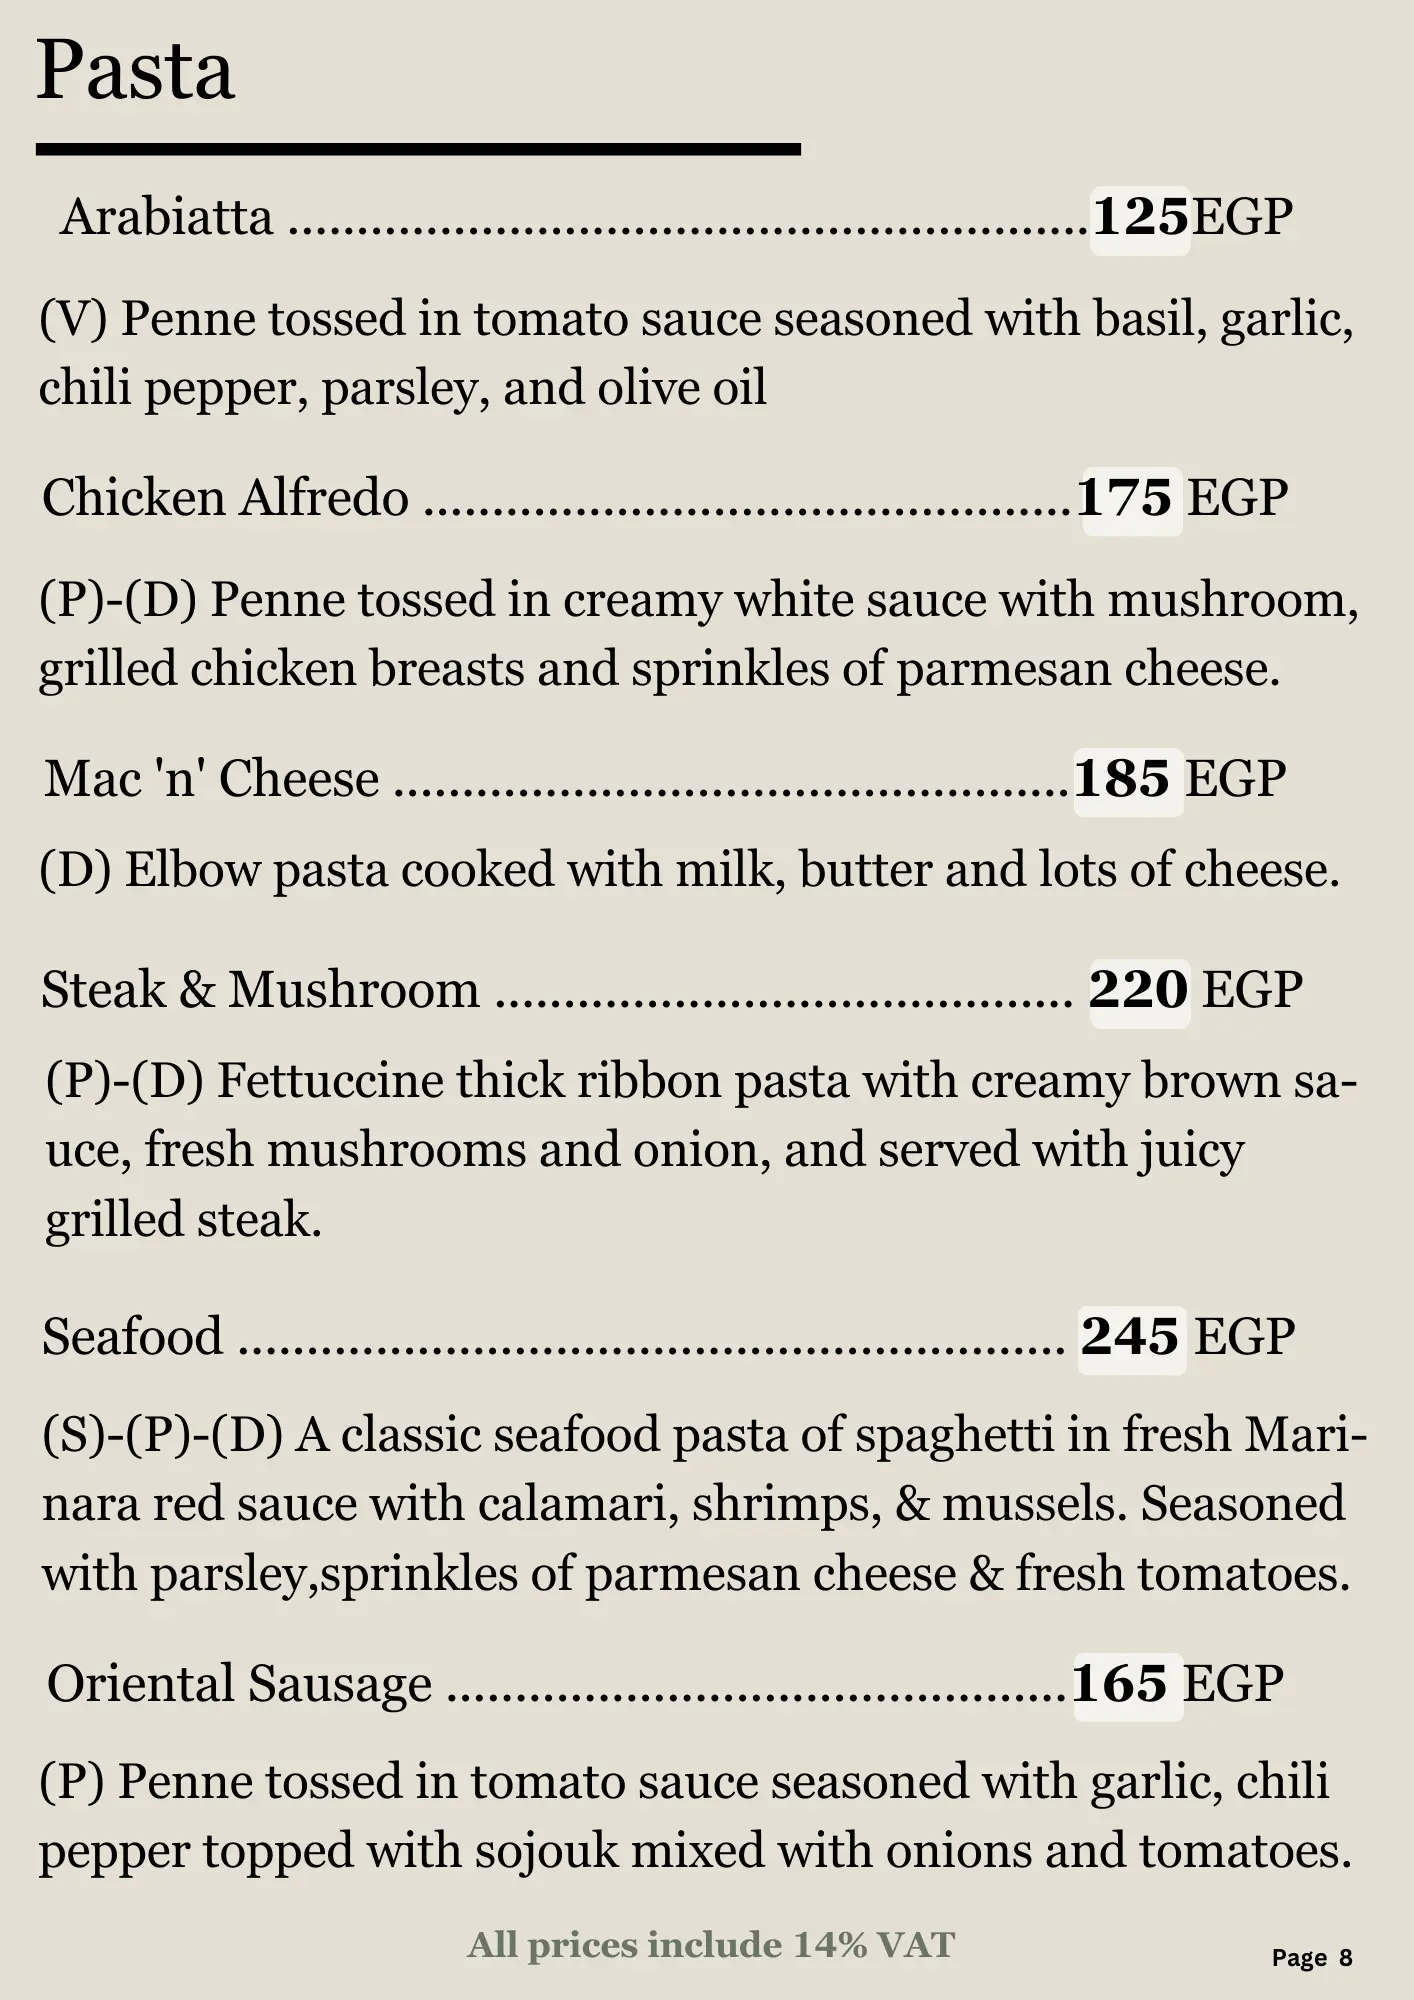 Pasta
Arabiatta ..........................................................125EGP
(V) Penne tossed in tomato sauce seasoned with basil, garlic,
chili pepper, parsley, and olive oil
Chicken Alfredo ...............................................175 EGP
(P)-(D) Penne tossed in creamy white sauce with mushroom,
grilled chicken breasts and sprinkles of parmesan cheese.
Mac 'n' Cheese .................................................185 EGP
(D) Elbow pasta cooked with milk, butter and lots of cheese.
Steak & Mushroom .......................................... 220 EGP
(P)-(D) Fettuccine thick ribbon pasta with creamy brown sa-
uce, fresh mushrooms and onion, and served with juicy
grilled steak.
Seafood ............................................................ 245 EGP
(S)-(P)-(D) A classic seafood pasta of spaghetti in fresh Mari-
nara red sauce with calamari, shrimps, & mussels. Seasoned
with parsley,sprinkles of parmesan cheese & fresh tomatoes.
Oriental Sausage .............................................165 EGP
(P) Penne tossed in tomato sauce seasoned with garlic, chili
pepper topped with sojouk mixed with onions and tomatoes.
All prices include 14% VAT
Page 8